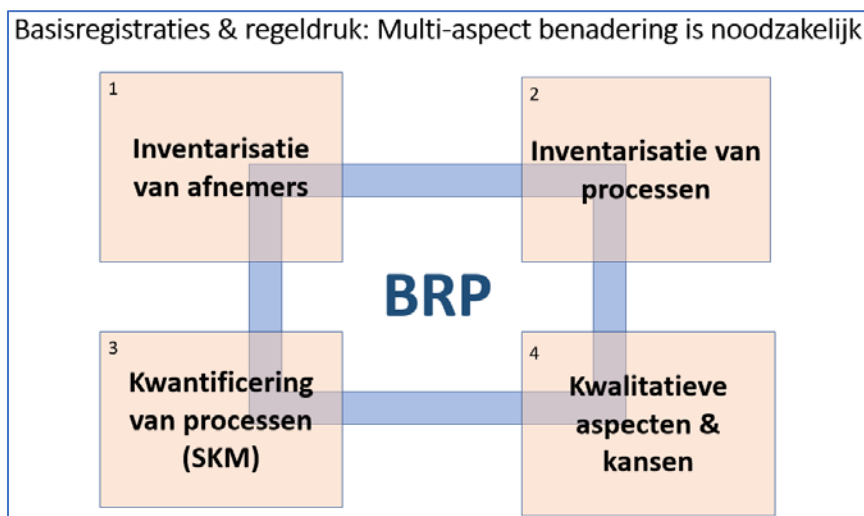 Basisregistraties & regeldruk: Multi-aspect benadering is noodzakelijk
1
Inventarisatie
van afnemers
2
Inventarisatie van
processen
BRP
3
Kwantificering
van processen
(SKM)
4
Kwalitatieve
aspecten &
kansen